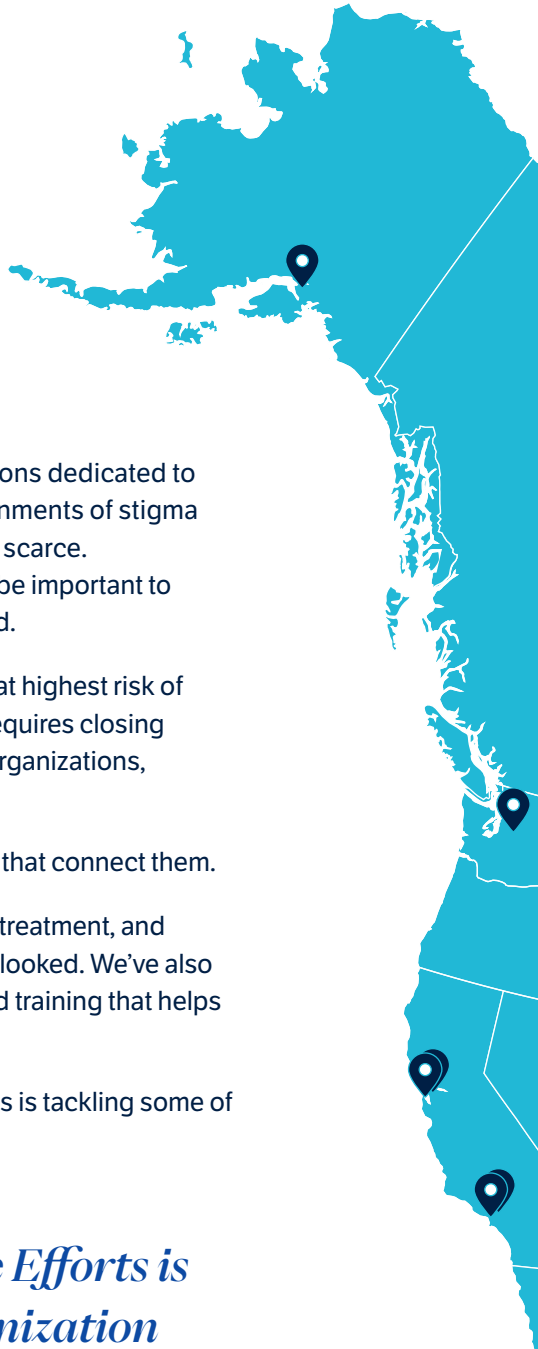 ons dedicated to
nments of stigma
scarce.
be important to
d.
at highest risk of
equires closing
rganizations,
that connect them.
treatment, and
looked. We've also
d training that helps
s is tackling some of
e Efforts is
nization